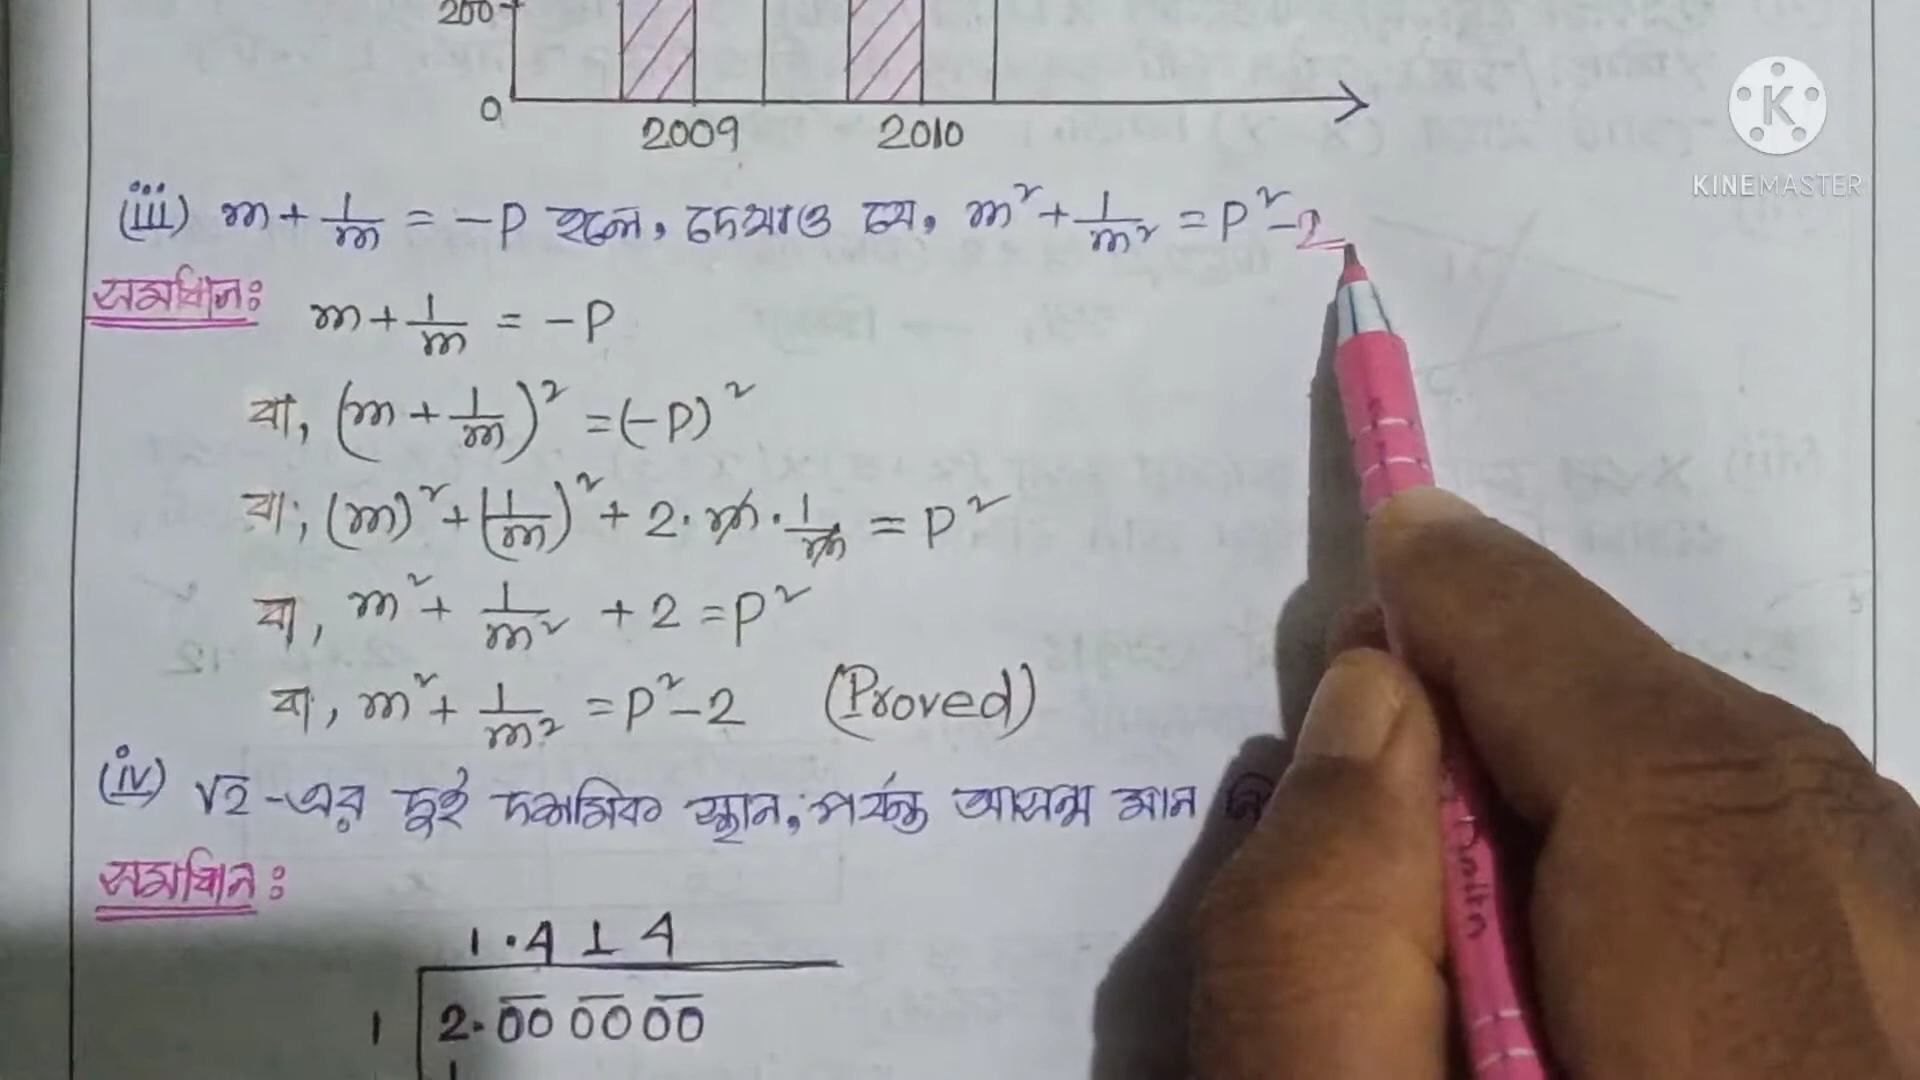 200
0
2009 2010
KINEMASTER
(iii) m + 1/m = -P হলে, দেখাও যে, m² + 1/m² = P² - 2
সমাধান:
m + 1/m = -P
বা, (m + 1/m)² = (-P)²
বা, (m)² + (1/m)² + 2·m·1/m = P²
বা, m² + 1/m² + 2 = P²
বা, m² + 1/m² = P² - 2 (Proved)
(iv) √2 -এর দুই দশমিক স্থান, পর্যন্ত আসন্ন মান
সমাধান:
1.414
1 2.00 00 00